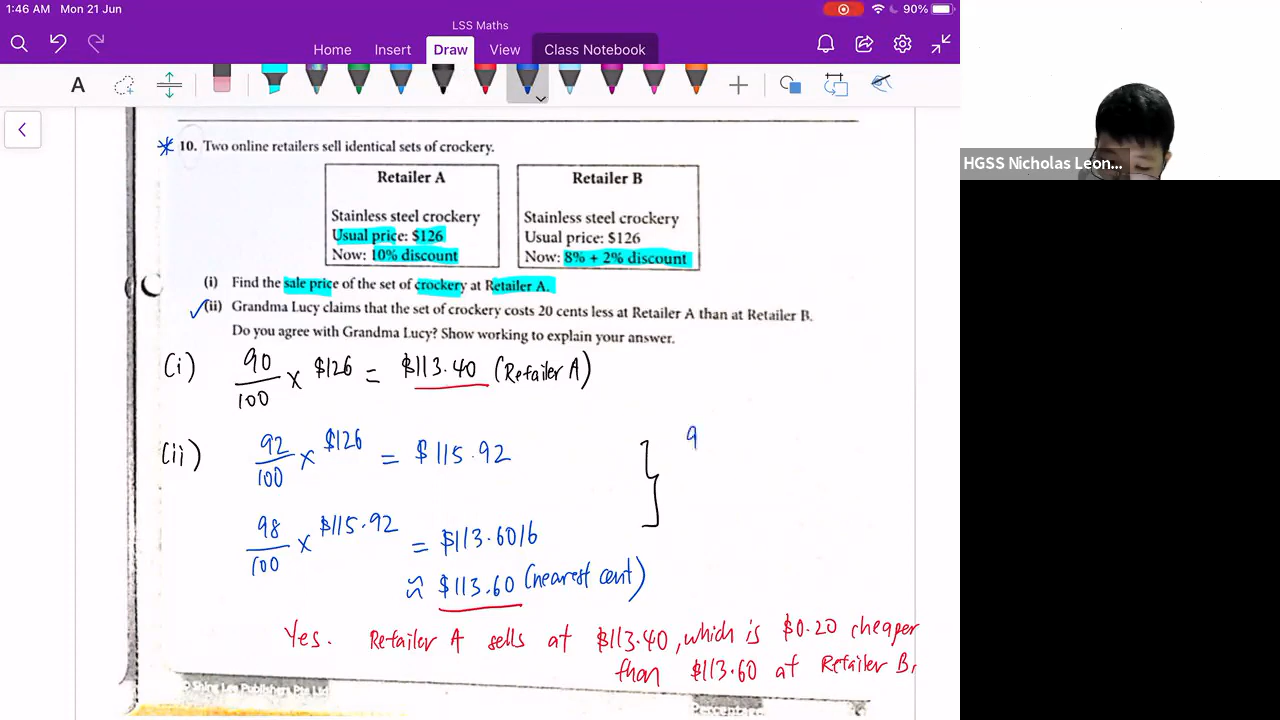 1:46 AM Mon 21 Jun
90%
LSS Maths
Home Insert Draw View Class Notebook
A
* 10. Two online retailers sell identical sets of crockery.
Retailer A
Stainless steel crockery
Usual price: $126
Now: 10% discount
Retailer B
Stainless steel crockery
Usual price: $126
Now: 8% + 2% discount
(i) Find the sale price of the set of crockery at Retailer A.
(ii) Grandma Lucy claims that the set of crockery costs 20 cents less at Retailer A than at Retailer B.
Do you agree with Grandma Lucy? Show working to explain your answer.
(i) 90/100 × $126 = $113.40 (Retailer A)
(ii) 92/100 × $126 = $115.92
9
98/100 × $115.92 = $113.6016
≈ $113.60 (nearest cent)
Yes. Retailer A sells at $113.40, which is $0.20 cheaper
than $113.60 at Retailer B.
Shing Lee Publishers Pte Ltd
Percentage
HGSS Nicholas Leon...